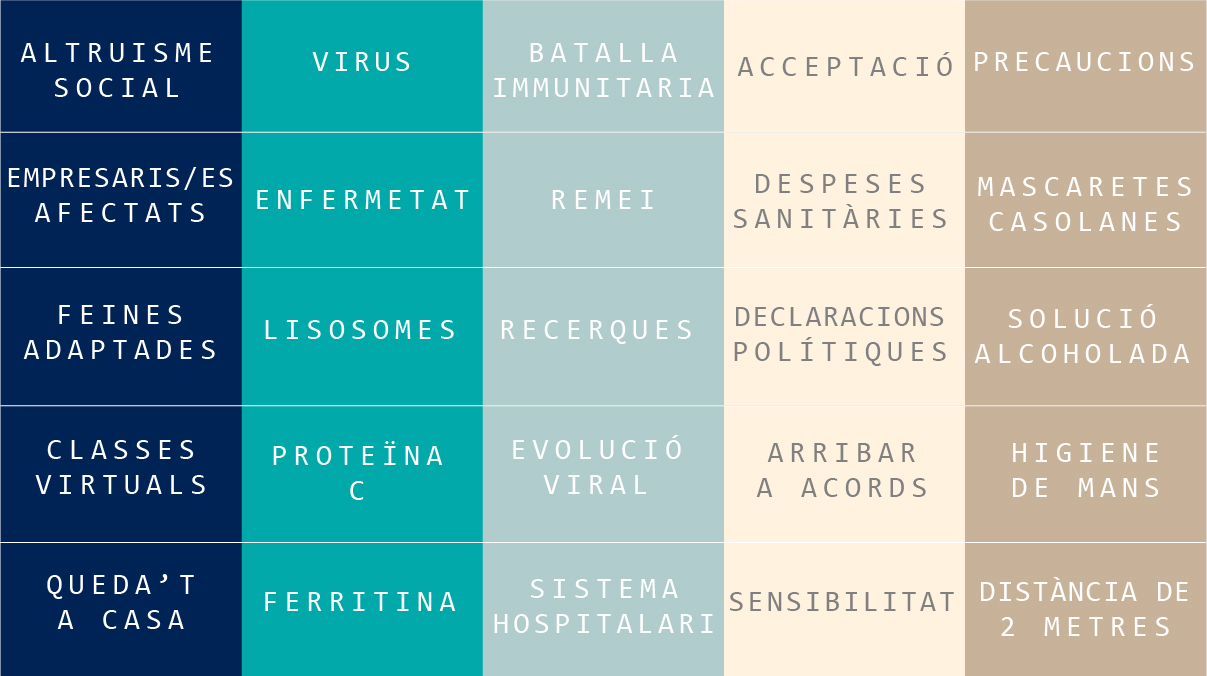 ALTRUISME
SOCIAL
VIRUS
BATALLA
IMMUNITARIA
ACCEPTACIÓ
PRECAUCIONS
EMPRESARIS/ES
AFECTATS
ENFERMETAT
REMEI
DESPESES
SANITÀRIES
MASCARETES
CASOLANES
FEINES
ADAPTADES
LISOSOMES
RECERQUES
DECLARACIONS
POLÍTIQUES
SOLUCIÓ
ALCOHOLADA
CLASSES
VIRTUALS
PROTEÏNA
C
EVOLUCIÓ
VIRAL
ARRIBAR
A ACORDS
HIGIENE
DE MANS
QUEDA’T
A CASA
FERRITINA
SISTEMA
HOSPITALARI
SENSIBILITAT
DISTÀNCIA DE
2 METRES